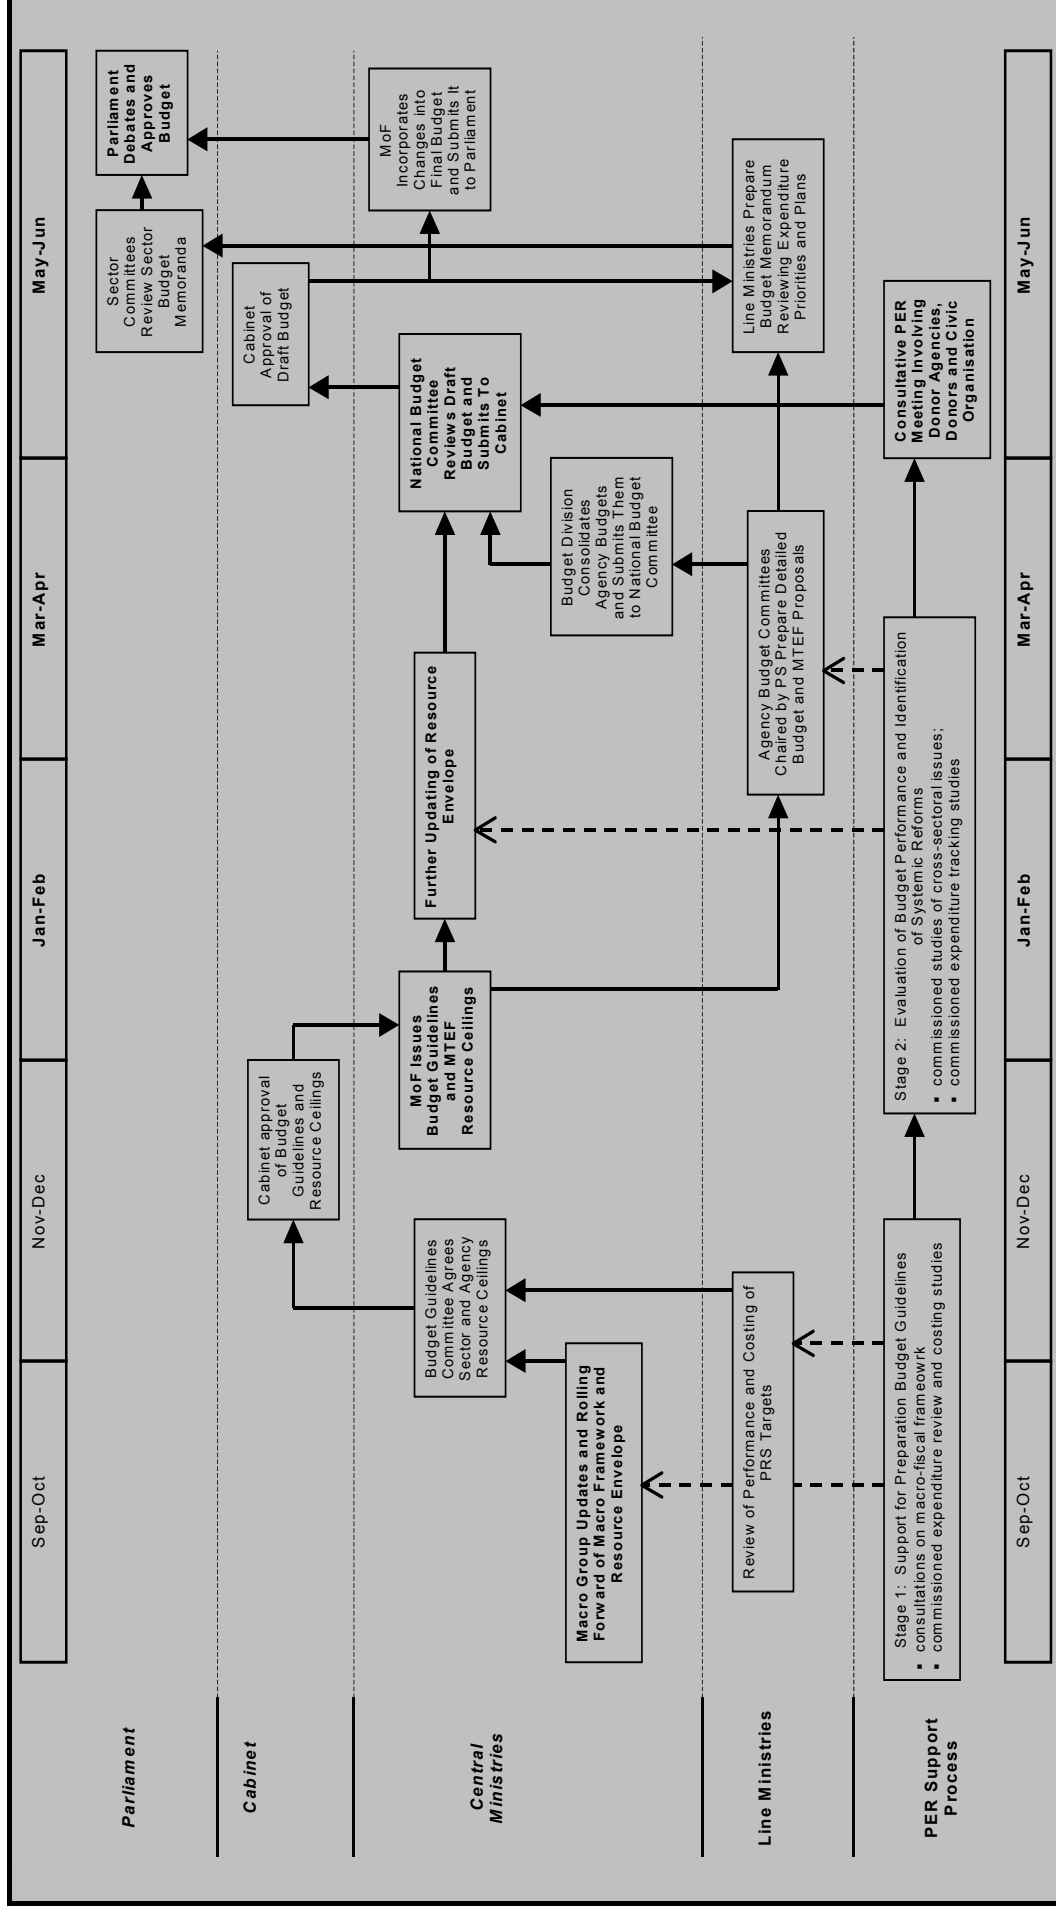 Sep-Oct
Nov-Dec
Jan-Feb
Mar-Apr
May-Jun
Parliament
Sector
Committees
Review Sector
Budget
Memoranda
Parliament
Debates and
Approves
Budget
Cabinet
Cabinet approval
of Budget
Guidelines and
Resource Ceilings
Cabinet
Approval of
Draft Budget
Central
Ministries
Macro Group Updates and Rolling
Forward of Macro Framework and
Resource Envelope
Budget Guidelines
Committee Agrees
Sector and Agency
Resource Ceilings
MoF Issues
Budget Guidelines
and MTEF
Resource Ceilings
Further Updating of Resource
Envelope
Budget Division
Consolidates
Agency Budgets
and Submits Them
to National Budget
Committee
National Budget
Committee
Reviews Draft
Budget and
Submits To
Cabinet
MoF
Incorporates
Changes into
Final Budget
and Submits It
to Parliament
Line Ministries
Review of Performance and Costing of
PRS Targets
Agency Budget Committees
Chaired by PS Prepare Detailed
Budget and MTEF Proposals
Line Ministries Prepare
Budget Memorandum
Reviewing Expenditure
Priorities and Plans
PER Support
Process
Stage 1: Support for Preparation Budget Guidelines
▪ consultations on macro-fiscal frameowrk
▪ commissioned expenditure review and costing studies
Stage 2: Evaluation of Budget Performance and Identification
of Systemic Reforms
▪ commissioned studies of cross-sectoral issues;
▪ commissioned expenditure tracking studies
Consultative PER
Meeting Involving
Donor Agencies,
Donors and Civic
Organisation
Sep-Oct
Nov-Dec
Jan-Feb
Mar-Apr
May-Jun